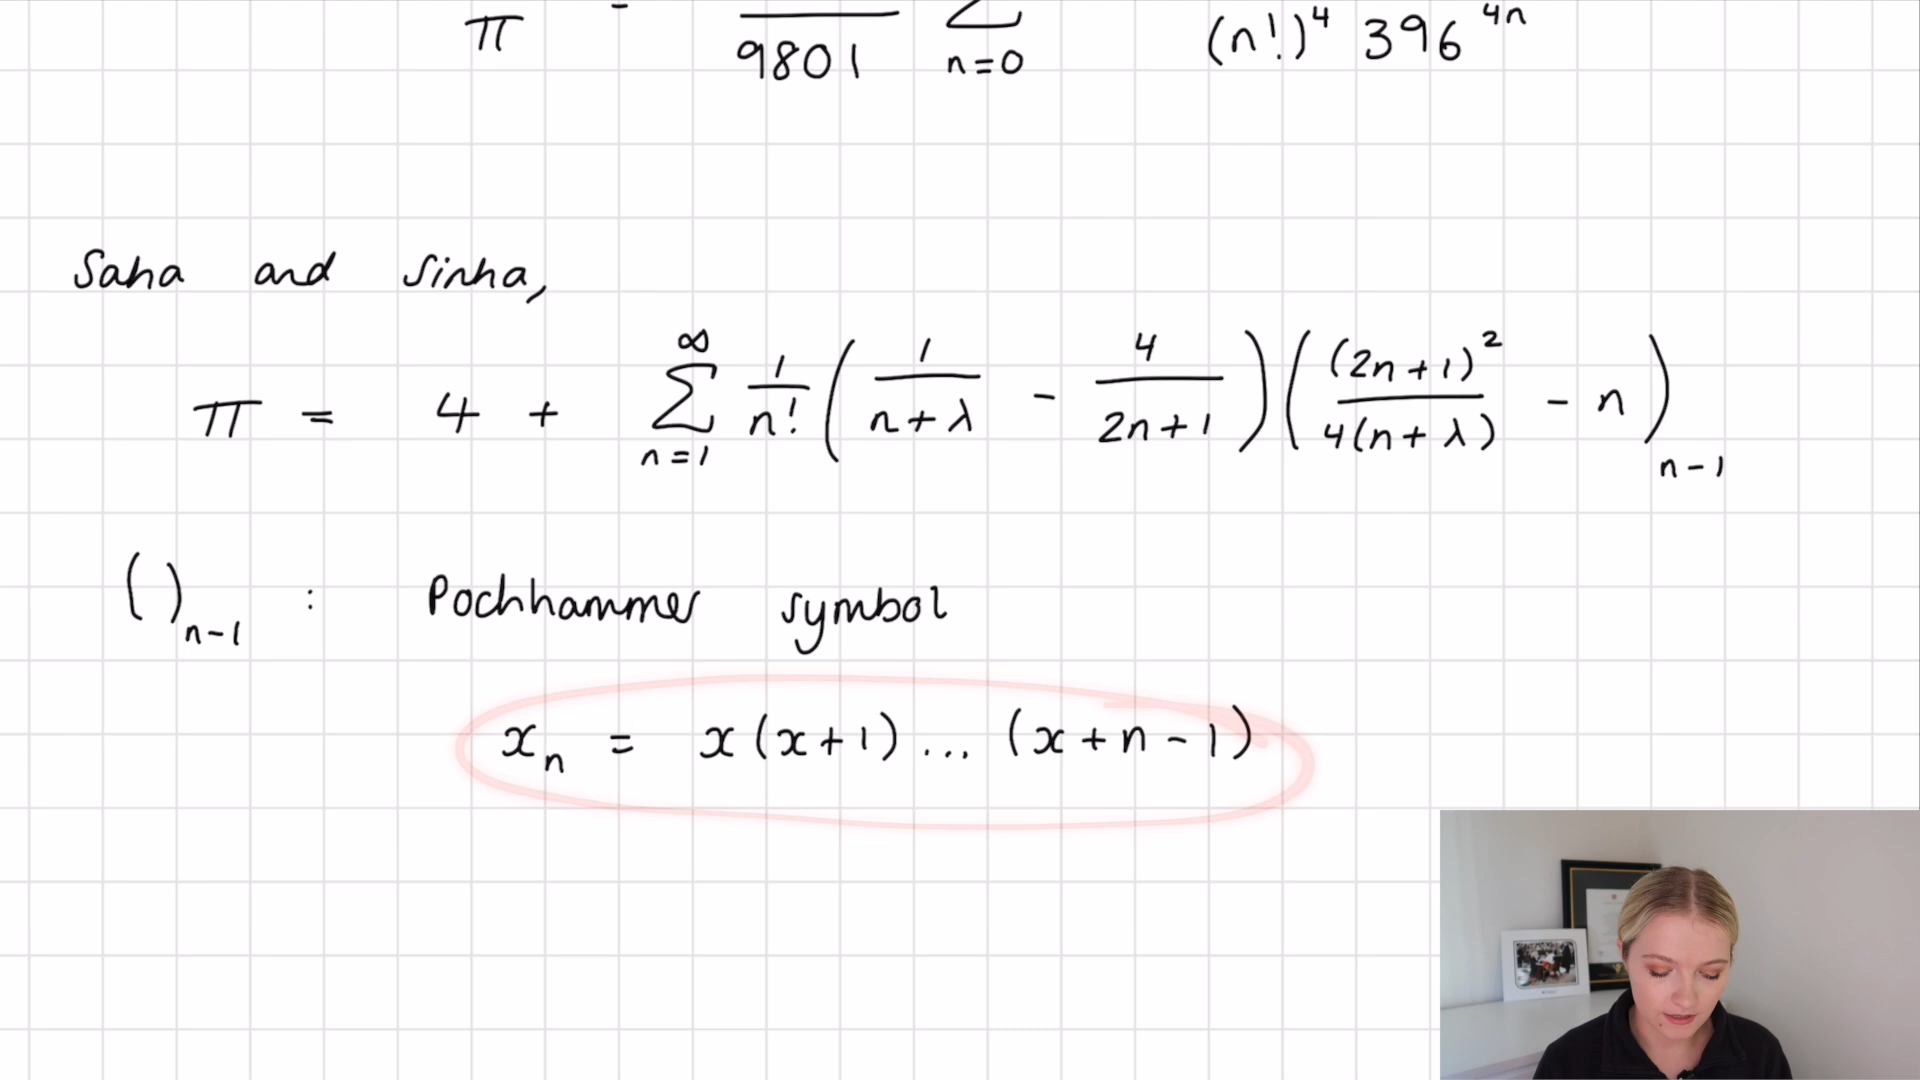 π = ――― ∑ 
9801 n=0 (n!)⁴ 396⁴ⁿ
Saha and Sinha,
π = 4 + ∑_{n=1}^{∞} 1/n! ( 1/(n+λ) - 4/(2n+1) ) ( (2n+1)²/(4(n+λ)) - n )_{n-1}
( )_{n-1} : Pochhammer symbol
x_n = x(x+1)...(x+n-1)